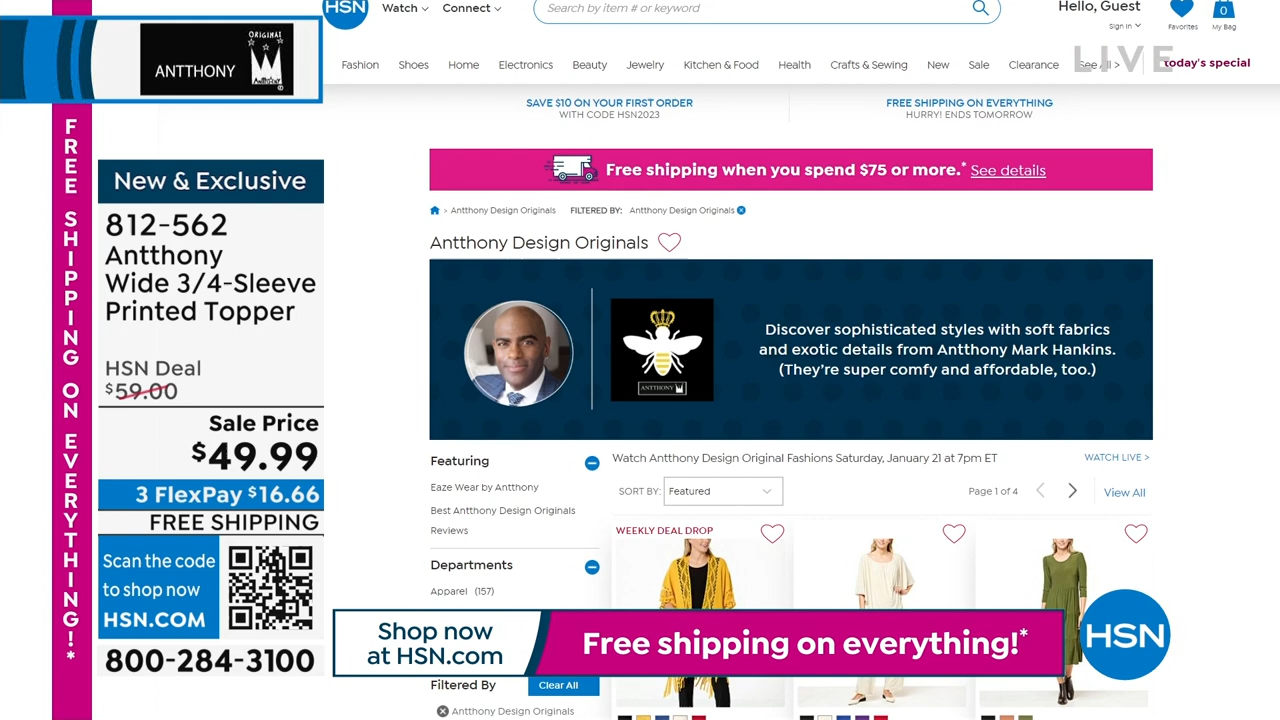 HSN
Watch
Connect
Search by item # or keyword
Hello, Guest
Sign In
Favorites
0
My Bag
ANTTHONY
ORIGINAL
Fashion Shoes Home Electronics Beauty Jewelry Kitchen & Food Health Crafts & Sewing New Sale Clearance See All > today's special
LIVE
SAVE $10 ON YOUR FIRST ORDER
WITH CODE HSN2023
FREE SHIPPING ON EVERYTHING
HURRY! ENDS TOMORROW
FREE SHIPPING ON EVERYTHING!*
New & Exclusive
812-562
Antthony
Wide 3/4-Sleeve
Printed Topper
HSN Deal
$59.00
Sale Price
$49.99
3 FlexPay $16.66
FREE SHIPPING
Scan the code
to shop now
HSN.COM
800-284-3100
Free shipping when you spend $75 or more.* See details
> Antthony Design Originals FILTERED BY: Antthony Design Originals
Antthony Design Originals
ANTTHONY
Discover sophisticated styles with soft fabrics
and exotic details from Antthony Mark Hankins.
(They're super comfy and affordable, too.)
Featuring
Eaze Wear by Antthony
Best Antthony Design Originals
Reviews
Departments
Apparel (157)
Watch Antthony Design Original Fashions Saturday, January 21 at 7pm ET
WATCH LIVE >
SORT BY: Featured
Page 1 of 4
View All
WEEKLY DEAL DROP
Shop now
at HSN.com
Free shipping on everything!*
HSN
Filtered By
Clear All
Antthony Design Originals